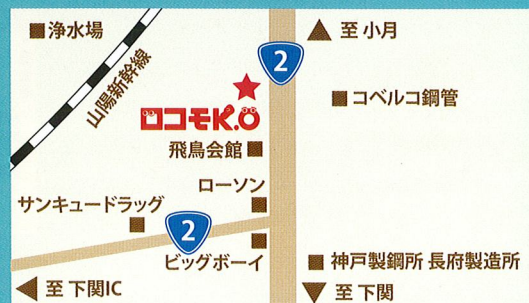 浄水場
至 小月
2
山陽新幹線
コベルコ鋼管
ロコモK.O
飛鳥会館
ローソン
サンキュードラッグ
2
ビッグボーイ
神戸製鋼所 長府製造所
至 下関IC
至 下関